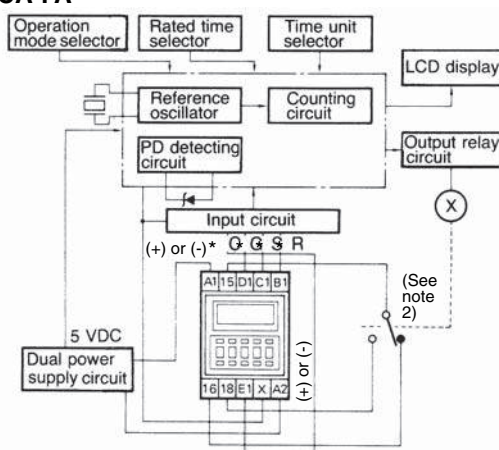 Operation
mode selector
Rated time
selector
Time unit
selector
LCD display
Reference
oscillator
Counting
circuit
PD detecting
circuit
Output relay
circuit
X
Input circuit
(+) or (-)*
G S R
A1 15 D1 C1 B1
(See
note
2)
5 VDC
Dual power
supply circuit
(+) or (-)
16 18 E1 X A2